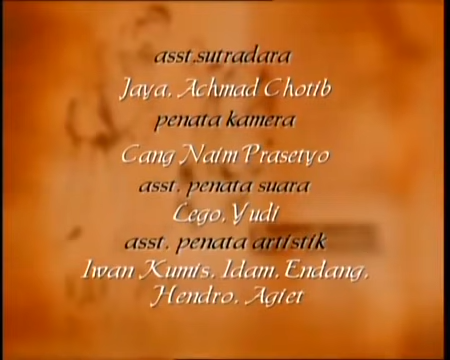 asst.sutradara
Jaya, Achmad Chotib
penata kamera
Cang Naim Prasetyo
asst. penata suara
Lego, Yudi
asst. penata artistik
Iwan Kumis, Idam, Endang,
Hendro, Agiet